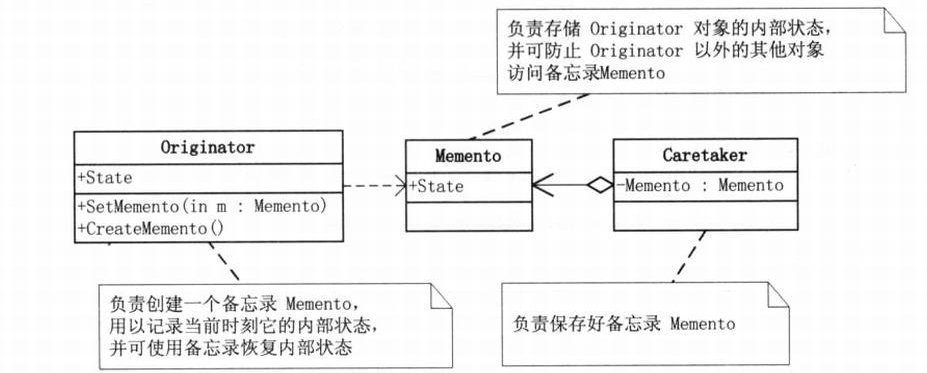 负责存储 Originator 对象的内部状态,
并可防止 Originator 以外的其他对象
访问备忘录Memento
Originator
+State
+SetMemento(in m : Memento)
+CreateMemento()
Memento
+State
Caretaker
-Memento : Memento
负责创建一个备忘录 Memento,
用以记录当前时刻它的内部状态,
并可使用备忘录恢复内部状态
负责保存好备忘录 Memento